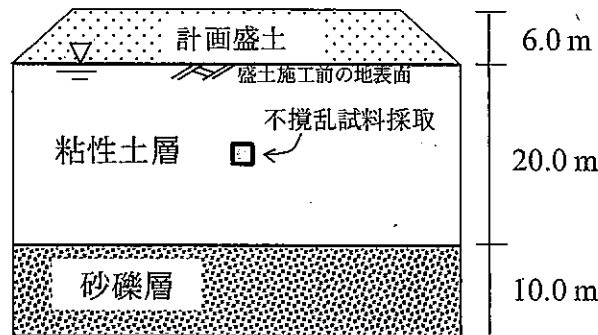 計画盛土
6.0 m
盛土施工前の地表面
不撹乱試料採取
粘性土層
20.0 m
砂礫層
10.0 m